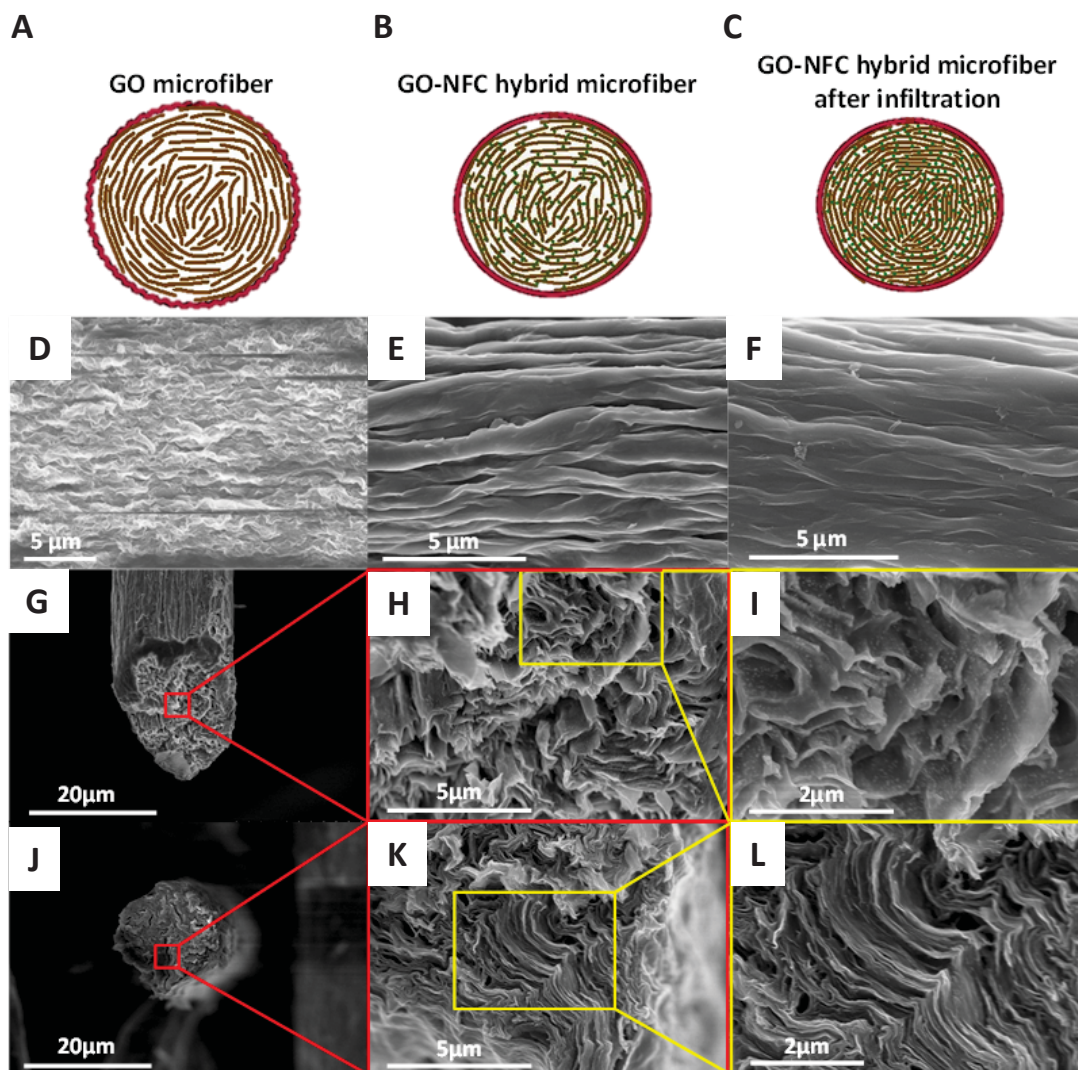 A
B
C
GO microfiber
GO-NFC hybrid microfiber
GO-NFC hybrid microfiber
after infiltration
D
E
F
5 µm
5 µm
5 µm
G
H
I
20µm
5µm
2µm
J
K
L
20µm
5µm
2µm